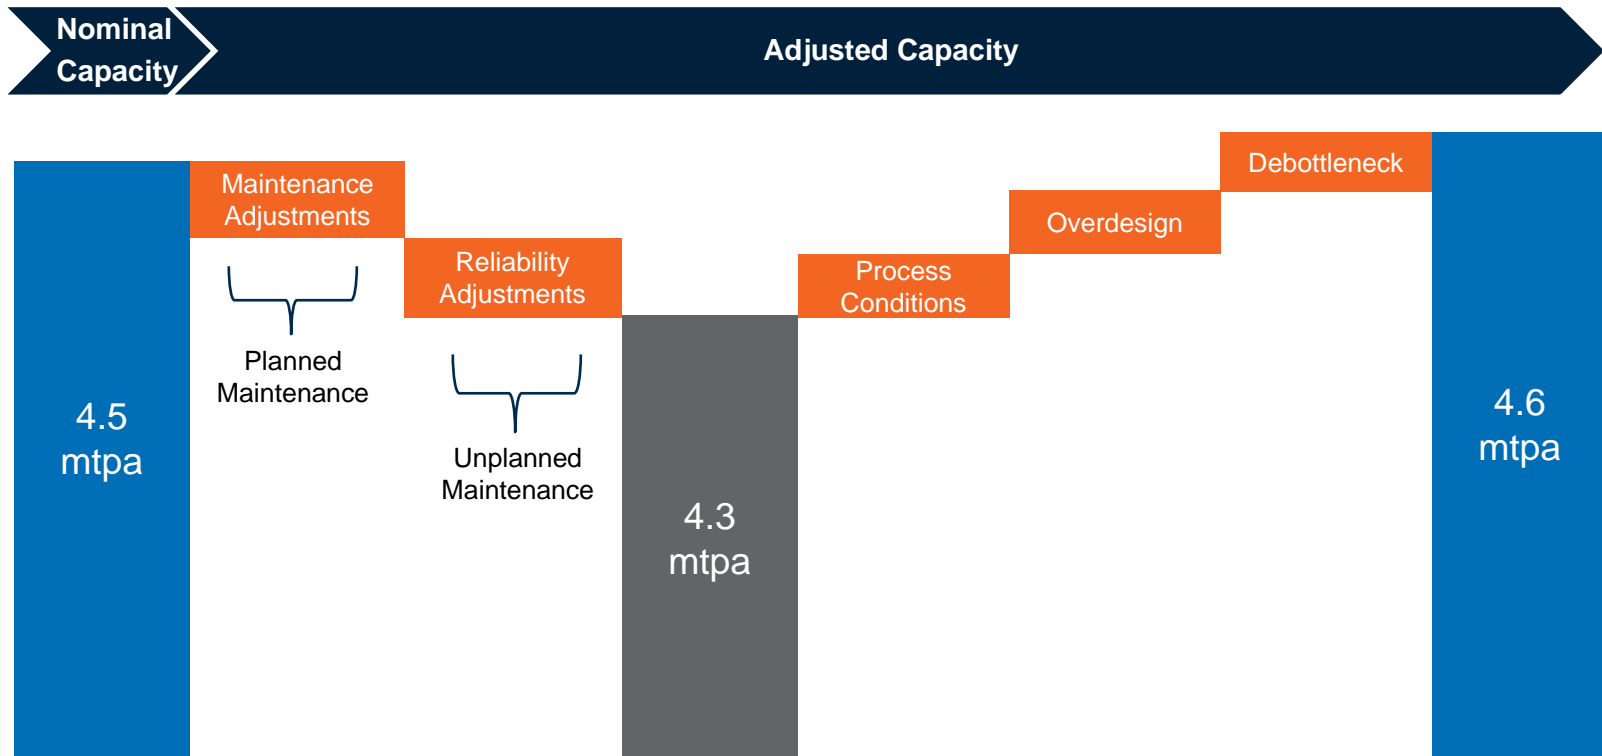 Nominal
Capacity
Adjusted Capacity
Maintenance
Adjustments
Planned
Maintenance
Reliability
Adjustments
Unplanned
Maintenance
Process
Conditions
Overdesign
Debottleneck
4.5
mtpa
4.3
mtpa
4.6
mtpa